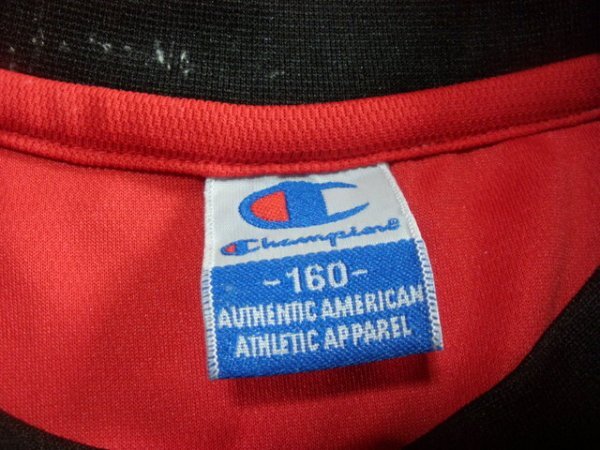 Champion®
-160-
AUTHENTIC AMERICAN
ATHLETIC APPAREL